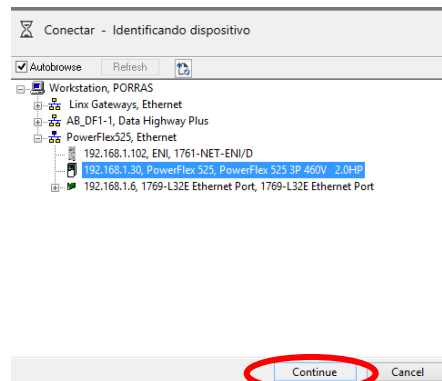 Conectar - Identificando dispositivo
Autobrowse Refresh
Workstation, PORRAS
Linx Gateways, Ethernet
AB_DF1-1, Data Highway Plus
PowerFlex525, Ethernet
192.168.1.102, ENI, 1761-NET-ENI/D
192.168.1.30, PowerFlex 525, PowerFlex 525 3P 460V 2.0HP
192.168.1.6, 1769-L32E Ethernet Port, 1769-L32E Ethernet Port
Continue Cancel